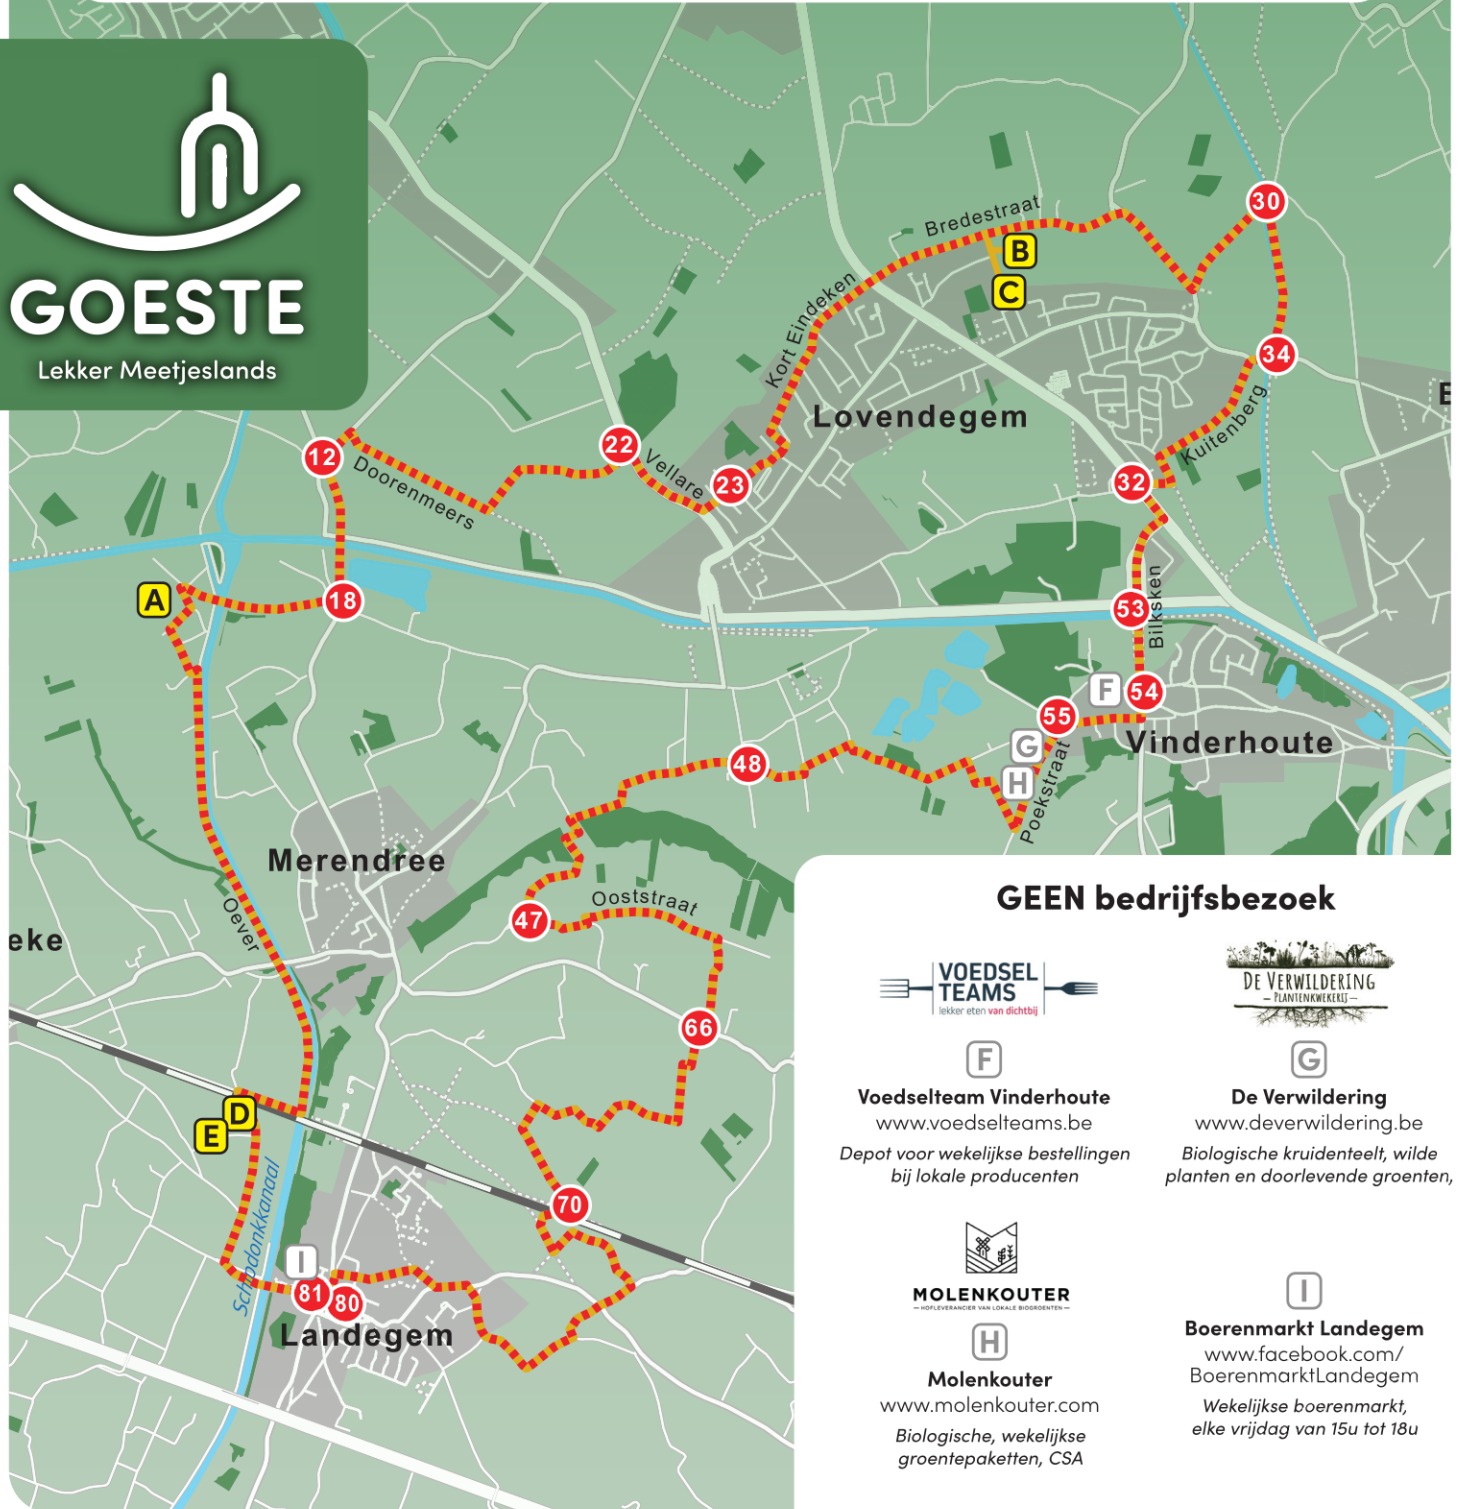 GOESTE
Lekker Meetjeslands
30
Bredestraat
B
C
Kort Eindeken
34
Lovendegem
Kuitenberg
12
22
Doorenmeers
Vellare
23
32
A
18
53
Bilksken
F
54
55
G
Vinderhoute
48
H
Poekstraat
Merendree
Ooststraat
47
Oever
eke
66
D
E
Schipdonkkanaal
70
I
81
80
Landegem
GEEN bedrijfsbezoek
VOEDSEL
TEAMS
lekker eten van dichtbij
F
Voedselteam Vinderhoute
www.voedselteams.be
Depot voor wekelijkse bestellingen
bij lokale producenten
DE VERWILDERING
– PLANTENKWEKERIJ –
G
De Verwildering
www.deverwildering.be
Biologische kruidenteelt, wilde
planten en doorlevende groenten,
MOLENKOUTER
— HOFLEVERANCIER VAN LOKALE BIOGROENTEN —
H
Molenkouter
www.molenkouter.com
Biologische, wekelijkse
groentepaketten, CSA
I
Boerenmarkt Landegem
www.facebook.com/
BoerenmarktLandegem
Wekelijkse boerenmarkt,
elke vrijdag van 15u tot 18u